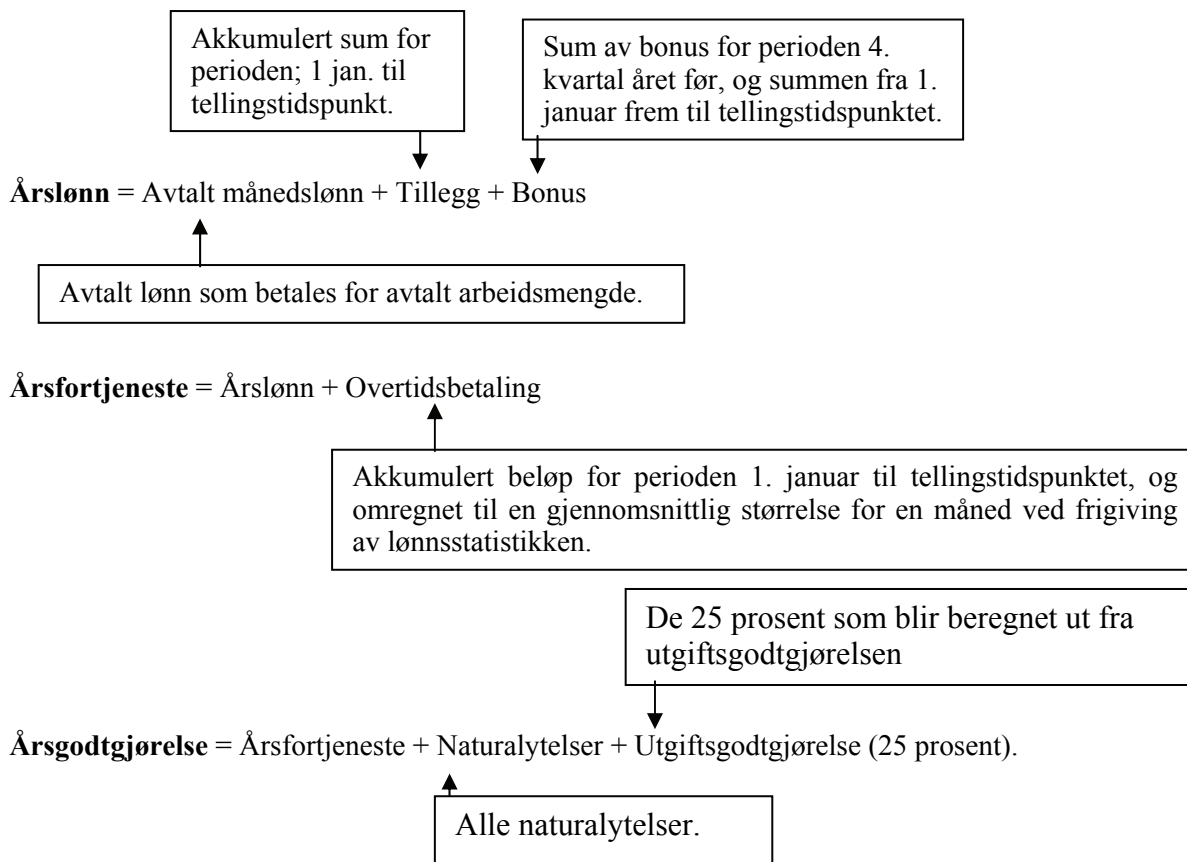 Akkumulert sum for
perioden; 1 jan. til
tellingstidspunkt.
Sum av bonus for perioden 4.
kvartal året før, og summen fra 1.
januar frem til tellingstidspunktet.
Årslønn = Avtalt månedslønn + Tillegg + Bonus
Avtalt lønn som betales for avtalt arbeidsmengde.
Årsfortjeneste = Årslønn + Overtidsbetaling
Akkumulert beløp for perioden 1. januar til tellingstidspunktet, og
omregnet til en gjennomsnittlig størrelse for en måned ved frigiving
av lønnsstatistikken.
De 25 prosent som blir beregnet ut fra
utgiftsgodtgjørelsen
Årsgodtgjørelse = Årsfortjeneste + Naturalytelser + Utgiftsgodtgjørelse (25 prosent).
Alle naturalytelser.